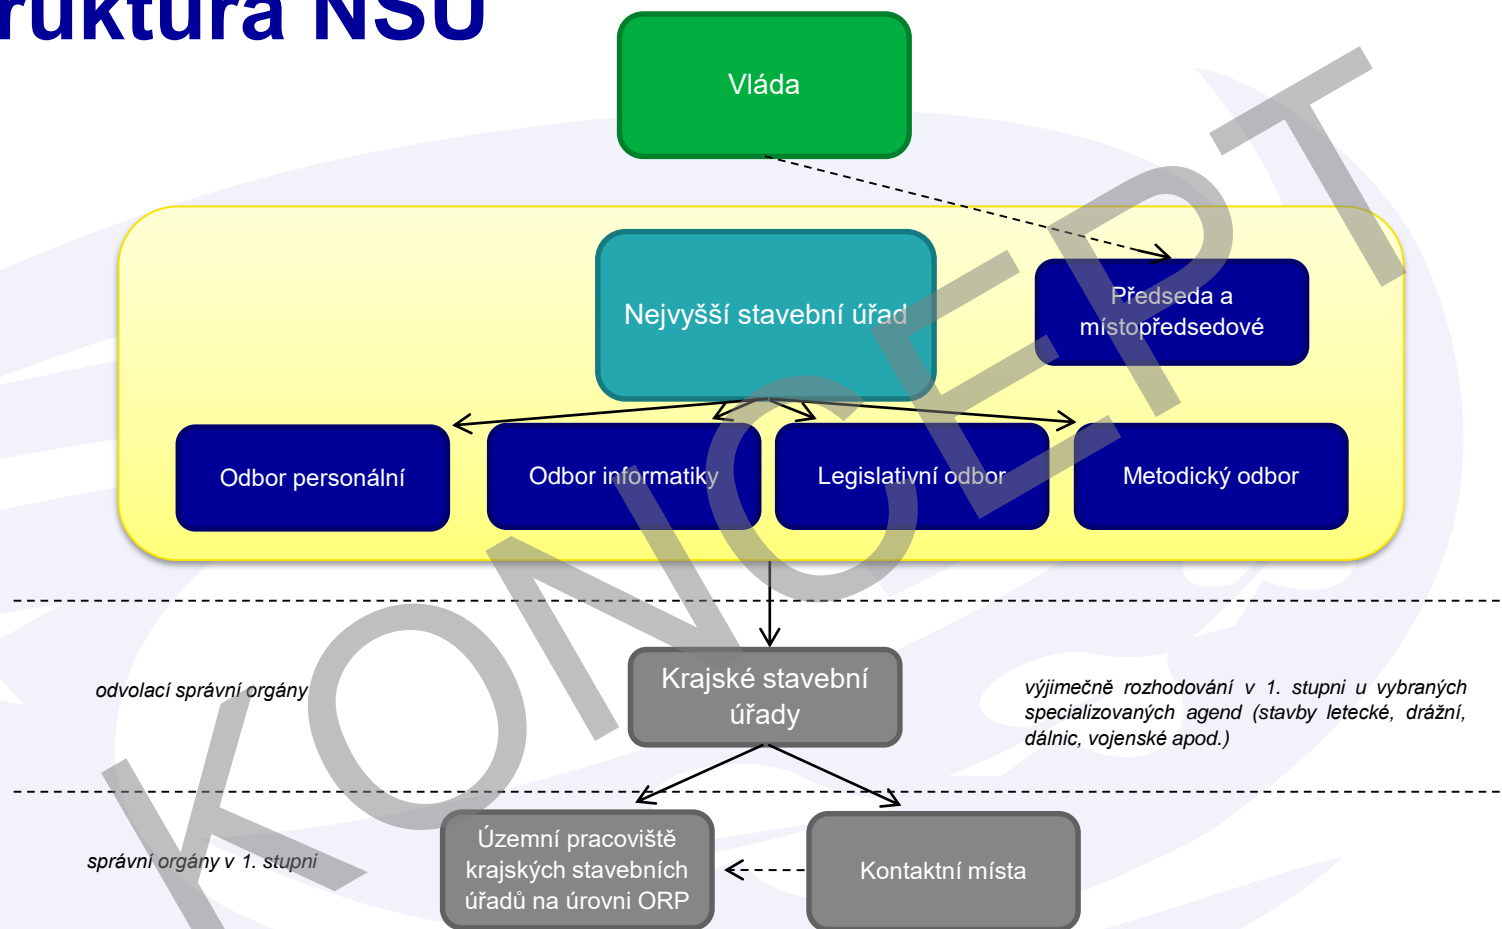 ruktura NSÚ
Vláda
Nejvyšší stavební úřad
Předseda a
místopředsedové
Odbor personální
Odbor informatiky
Legislativní odbor
Metodický odbor
odvolací správní orgány
Krajské stavební
úřady
výjimečně rozhodování v 1. stupni u vybraných
specializovaných agend (stavby letecké, drážní,
dálnic, vojenské apod.)
správní orgány v 1. stupni
Územní pracoviště
krajských stavebních
úřadů na úrovni ORP
Kontaktní místa
KONCEPT